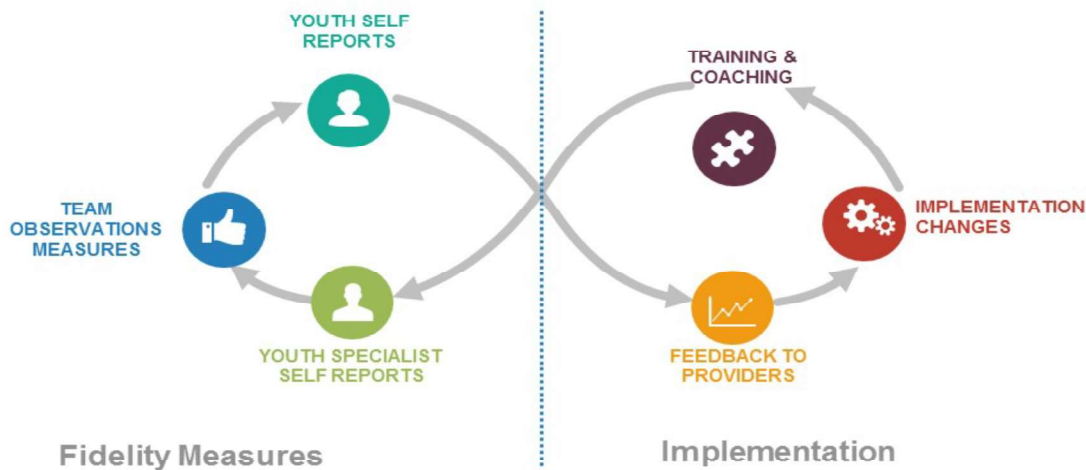 YOUTH SELF
REPORTS
TRAINING &
COACHING
TEAM
OBSERVATIONS
MEASURES
IMPLEMENTATION
CHANGES
YOUTH SPECIALIST
SELF REPORTS
FEEDBACK TO
PROVIDERS
Fidelity Measures
Implementation